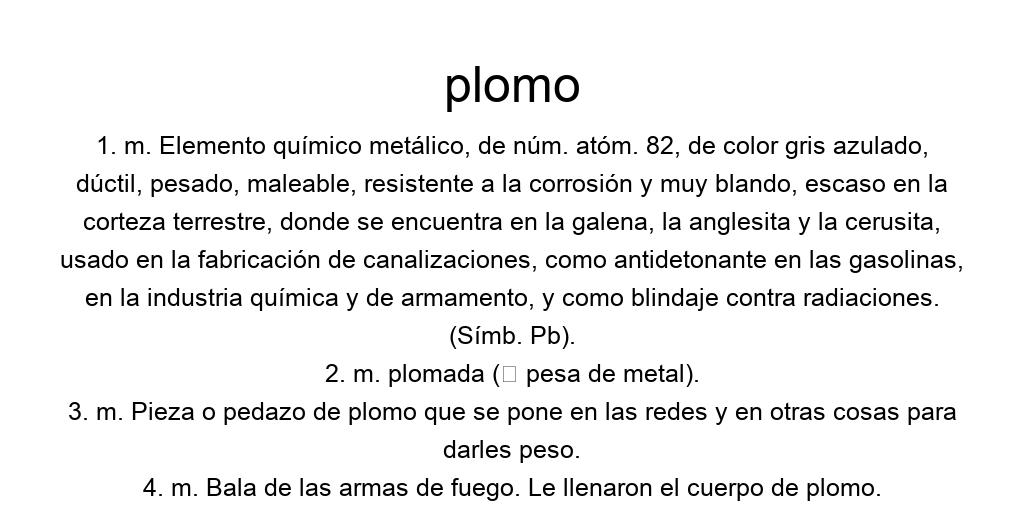 plomo
1. m. Elemento químico metálico, de núm. atóm. 82, de color gris azulado,
dúctil, pesado, maleable, resistente a la corrosión y muy blando, escaso en la
corteza terrestre, donde se encuentra en la galena, la anglesita y la cerusita,
usado en la fabricación de canalizaciones, como antidetonante en las gasolinas,
en la industria química y de armamento, y como blindaje contra radiaciones.
(Símb. Pb).
2. m. plomada (□ pesa de metal).
3. m. Pieza o pedazo de plomo que se pone en las redes y en otras cosas para
darles peso.
4. m. Bala de las armas de fuego. Le llenaron el cuerpo de plomo.